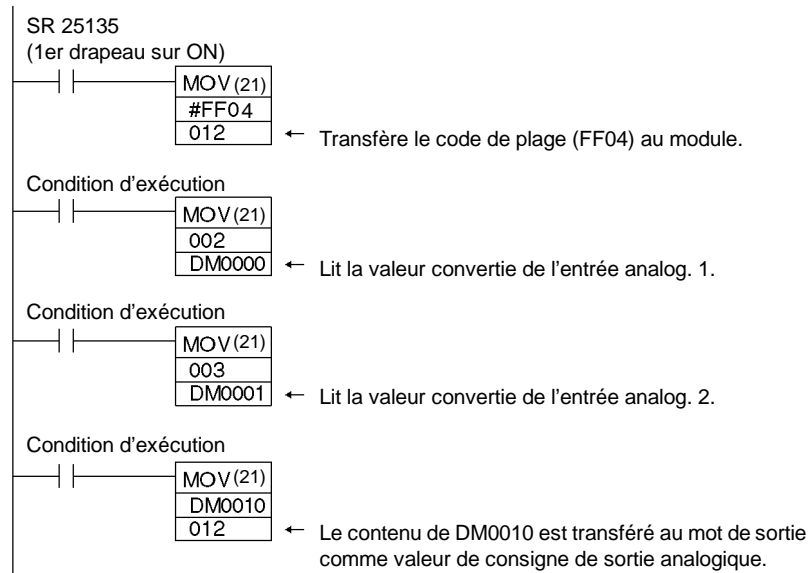 SR 25135
(1er drapeau sur ON)
MOV (21)
#FF04
012 ← Transfère le code de plage (FF04) au module.
Condition d’exécution
MOV (21)
002
DM0000 ← Lit la valeur convertie de l’entrée analog. 1.
Condition d’exécution
MOV (21)
003
DM0001 ← Lit la valeur convertie de l’entrée analog. 2.
Condition d’exécution
MOV (21)
DM0010
012 ← Le contenu de DM0010 est transféré au mot de sortie
comme valeur de consigne de sortie analogique.